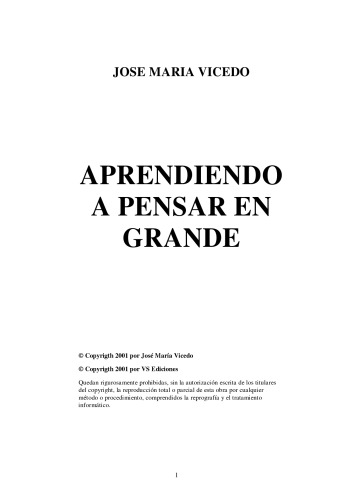 JOSE MARIA VICEDO
APRENDIENDO
A PENSAR EN
GRANDE
© Copyrigth 2001 por José María Vicedo
© Copyrigth 2001 por VS Ediciones
Quedan rigurosamente prohibidas, sin la autorización escrita de los titulares
del copyright, la reproducción total o parcial de esta obra por cualquier
método o procedimiento, comprendidos la reprografía y el tratamiento
informático.
1